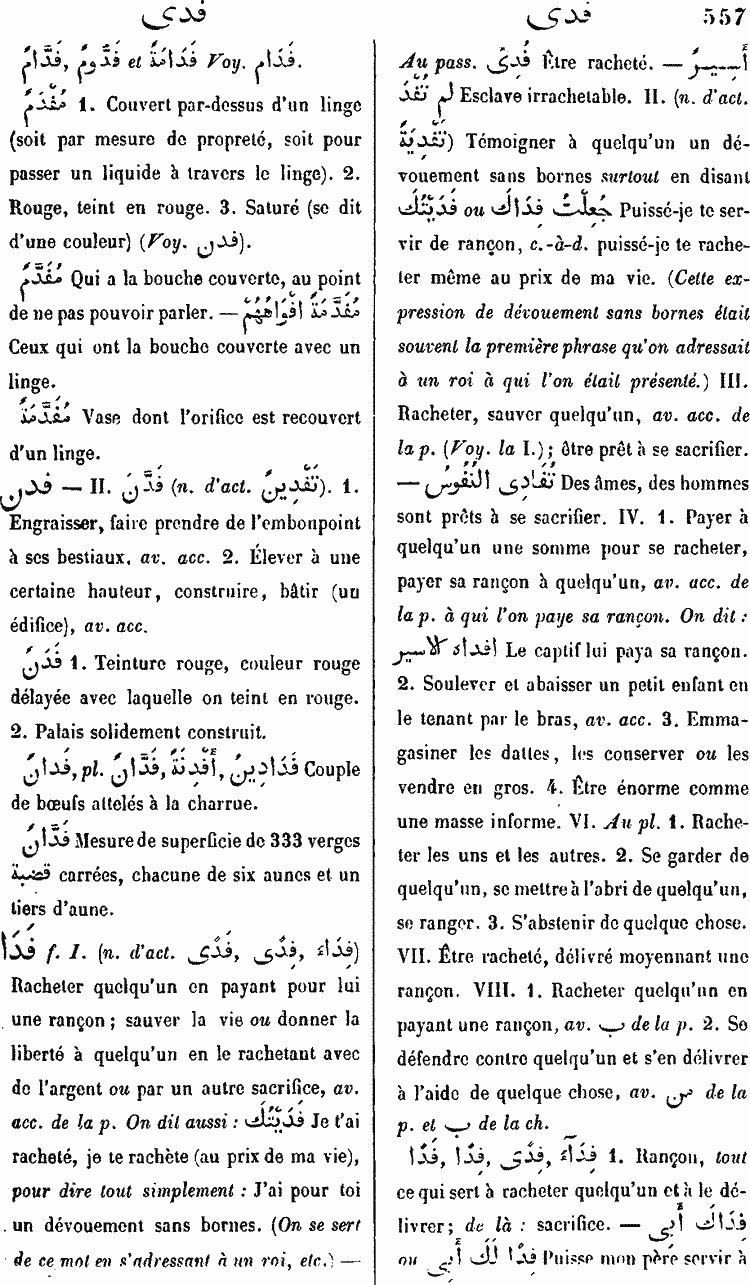 فدى
فدى 557
فَدَّامٌ, فَدُّومٌ et فَدَّامَةٌ Voy. فَدَام.
مُفْدَمٌ 1. Couvert par-dessus d'un linge
(soit par mesure de propreté, soit pour
passer un liquide à travers le linge). 2.
Rouge, teint en rouge. 3. Saturé (se dit
d'une couleur) (Voy. فدن).
مُفَدَّمٌ Qui a la bouche couverte, au point
de ne pas pouvoir parler. — مُفَدَّمَةٌ أَفْوَاهُهُمْ
Ceux qui ont la bouche couverte avec un
linge.
مُفَدَّمَةٌ Vase dont l'orifice est recouvert
d'un linge.
فدن — II. فَدَّنَ (n. d'act. تَفْدِينٌ). 1.
Engraisser, faire prendre de l'embonpoint
à ses bestiaux, av. acc. 2. Élever à une
certaine hauteur, construire, bâtir (un
édifice), av. acc.
فَدَنٌ 1. Teinture rouge, couleur rouge
délayée avec laquelle on teint en rouge.
2. Palais solidement construit.
فَدَانٌ, pl. فَدَّانٌ, أَفْدِنَةٌ, فَدَادِينٌ Couple
de bœufs attelés à la charrue.
فَدَّانٌ Mesure de superficie de 333 verges
قصبة carrées, chacune de six aunes et un
tiers d'aune.
فَدَا f. I. (n. d'act. فَدًى, فِدًى, فِدَاءٌ)
Racheter quelqu'un en payant pour lui
une rançon; sauver la vie ou donner la
liberté à quelqu'un en le rachetant avec
de l'argent ou par un autre sacrifice, av.
acc. de la p. On dit aussi: فَدَيْتُكَ Je t'ai
racheté, je te rachète (au prix de ma vie),
pour dire tout simplement: J'ai pour toi
un dévouement sans bornes. (On se sert
de ce mot en s'adressant à un roi, etc.) —
Au pass. فُدِىَ Être racheté. — أَسِيرٌ
لم تُفْدَ Esclave irrachetable. II. (n. d'act.
تَفْدِيَةٌ) Témoigner à quelqu'un un dé-
vouement sans bornes surtout en disant
فَدَيْتُكَ ou جُعِلْتُ فِدَاكَ Puissé-je te ser-
vir de rançon, c.-à-d. puissé-je te rache-
ter même au prix de ma vie. (Cette ex-
pression de dévouement sans bornes était
souvent la première phrase qu'on adressait
à un roi à qui l'on était présenté.) III.
Racheter, sauver quelqu'un, av. acc. de
la p. (Voy. la I.); être prêt à se sacrifier.
— تُفَادِى النُّفُوسُ Des âmes, des hommes
sont prêts à se sacrifier. IV. 1. Payer à
quelqu'un une somme pour se racheter,
payer sa rançon à quelqu'un, av. acc. de
la p. à qui l'on paye sa rançon. On dit:
افداه الاسير Le captif lui paya sa rançon.
2. Soulever et abaisser un petit enfant en
le tenant par le bras, av. acc. 3. Emma-
gasiner les dattes, les conserver ou les
vendre en gros. 4. Être énorme comme
une masse informe. VI. Au pl. 1. Rache-
ter les uns et les autres. 2. Se garder de
quelqu'un, se mettre à l'abri de quelqu'un,
se ranger. 3. S'abstenir de quelque chose.
VII. Être racheté, délivré moyennant une
rançon. VIII. 1. Racheter quelqu'un en
payant une rançon, av. ب de la p. 2. Se
défendre contre quelqu'un et s'en délivrer
à l'aide de quelque chose, av. من de la
p. et ب de la ch.
فَدًا, فِدًا, فِدًى, فِدَآءٌ 1. Rançon, tout
ce qui sert à racheter quelqu'un et à le dé-
livrer; de là: sacrifice. — فِدَاكَ أَبِى
ou فِدًا لَكَ أَبِى Puisse mon père servir à